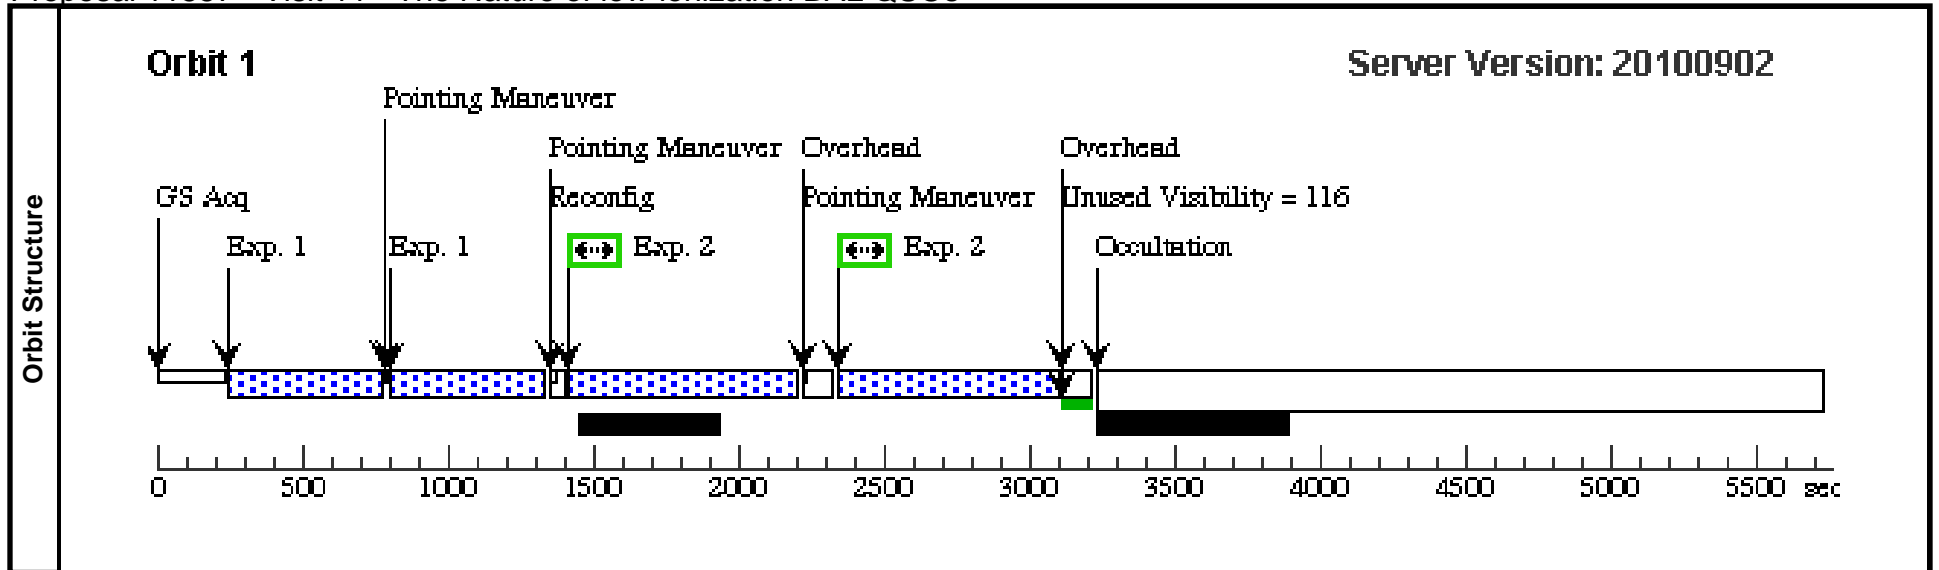 Orbit Structure
Orbit 1
Server Version: 20100902
Pointing Maneuver
Pointing Maneuver Overhead Overhead
GS Acq Reconfig Pointing Maneuver Unused Visibility = 116
Exp. 1 Exp. 1 Exp. 2 Exp. 2 Occultation
0 500 1000 1500 2000 2500 3000 3500 4000 4500 5000 5500 sec